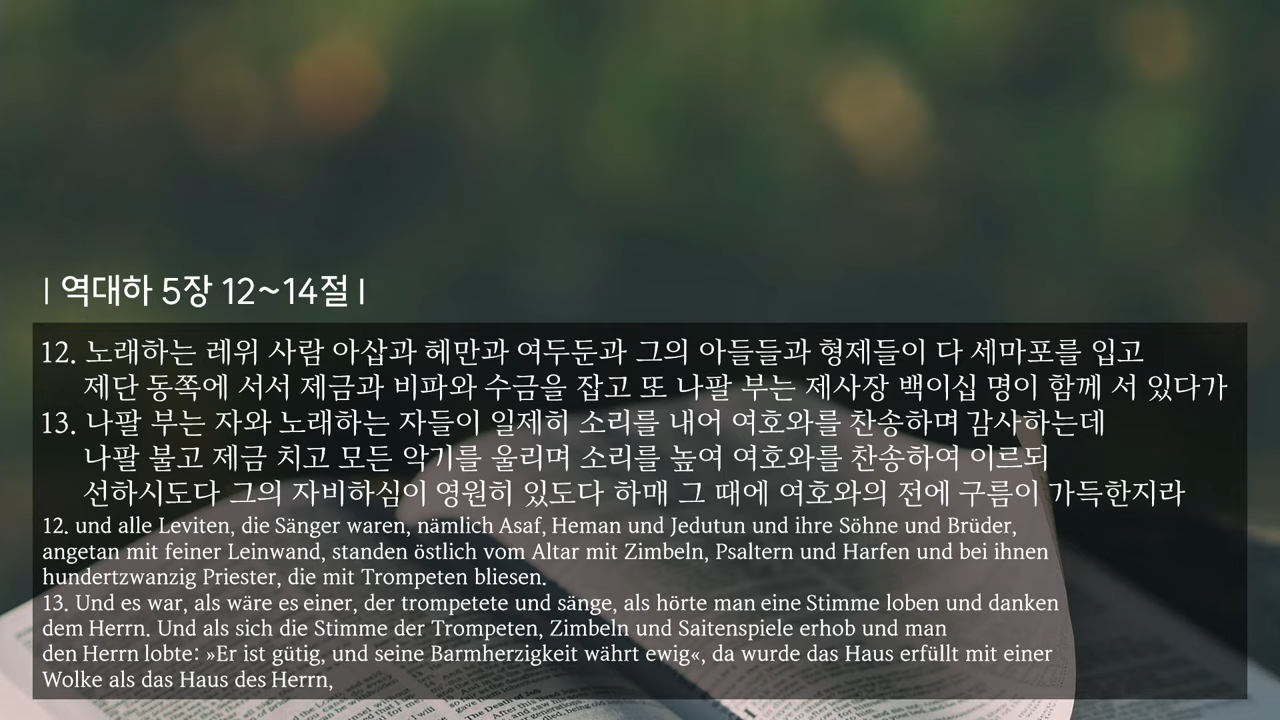 | 역대하 5장 12~14절 |
12. 노래하는 레위 사람 아삽과 헤만과 여두둔과 그의 아들들과 형제들이 다 세마포를 입고
제단 동쪽에 서서 제금과 비파와 수금을 잡고 또 나팔 부는 제사장 백이십 명이 함께 서 있다가
13. 나팔 부는 자와 노래하는 자들이 일제히 소리를 내어 여호와를 찬송하며 감사하는데
나팔 불고 제금 치고 모든 악기를 울리며 소리를 높여 여호와를 찬송하여 이르되
선하시도다 그의 자비하심이 영원히 있도다 하매 그 때에 여호와의 전에 구름이 가득한지라
12. und alle Leviten, die Sänger waren, nämlich Asaf, Heman und Jedutun und ihre Söhne und Brüder,
angetan mit feiner Leinwand, standen östlich vom Altar mit Zimbeln, Psaltern und Harfen und bei ihnen
hundertzwanzig Priester, die mit Trompeten bliesen.
13. Und es war, als wäre es einer, der trompetete und sänge, als hörte man eine Stimme loben und danken
dem Herrn. Und als sich die Stimme der Trompeten, Zimbeln und Saitenspiele erhob und man
den Herrn lobte: »Er ist gütig, und seine Barmherzigkeit währt ewig«, da wurde das Haus erfüllt mit einer
Wolke als das Haus des Herrn,